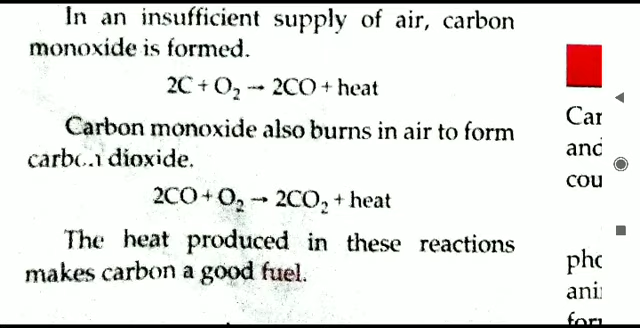 In an insufficient supply of air, carbon
monoxide is formed.
2C + O₂ → 2CO + heat
Carbon monoxide also burns in air to form
dioxide.
2CO + O₂ → 2CO₂ + heat
The heat produced in these reactions
makes carbon a good fuel.
and